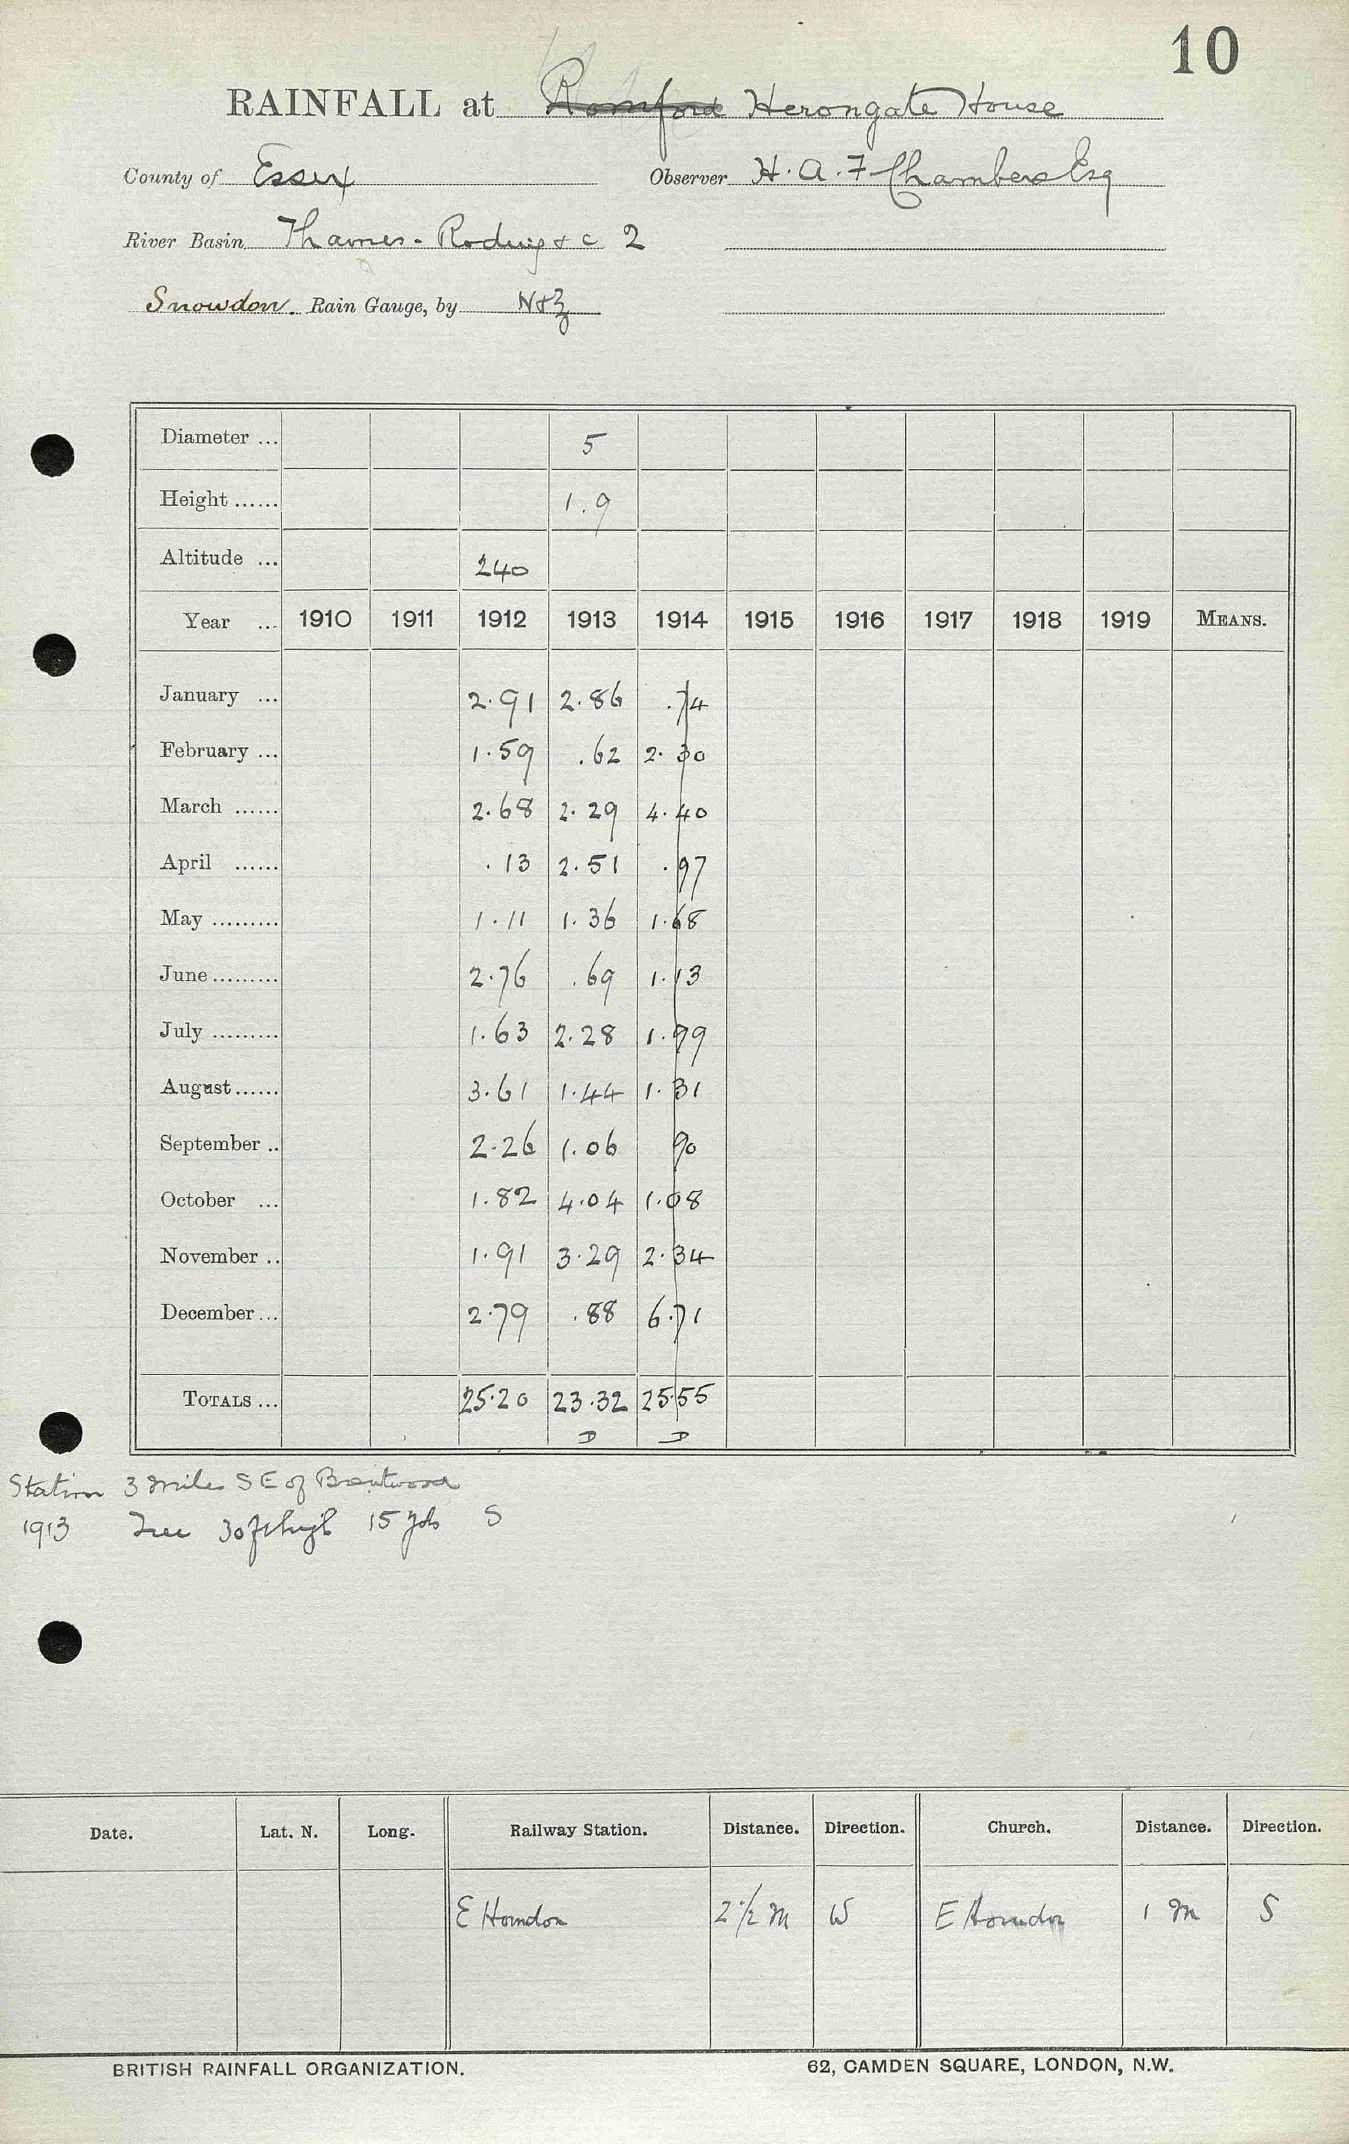 10
RAINFALL at Romford Herongate House
County of Essex Observer H. A. F Chambers Esq
River Basin Thames - Roding & c 2
Snowdon. Rain Gauge, by N&Z
Diameter ... 5
Height ...... 1.9
Altitude ... 240
Year ... 1910 1911 1912 1913 1914 1915 1916 1917 1918 1919 MEANS.
January ... 2.91 2.86 .74
February ... 1.59 .62 2.30
March ...... 2.68 2.29 4.40
April ...... .13 2.51 .97
May ......... 1.11 1.36 1.68
June ......... 2.76 .69 1.13
July ......... 1.63 2.28 1.99
August ...... 3.61 1.44 1.31
September .. 2.26 1.06 90
October ... 1.82 4.04 1.08
November .. 1.91 3.29 2.34
December ... 2.79 .88 6.71
TOTALS ... 25.20 23.32 25.55
D D
Station 3 miles S E of Brentwood
1913 Tree 30ft high 15 yds S
Date. Lat. N. Long. Railway Station. Distance. Direction. Church. Distance. Direction.
E Horndon 2 1/2 m W E Horndon 1 m S
BRITISH RAINFALL ORGANIZATION. 62, CAMDEN SQUARE, LONDON, N.W.